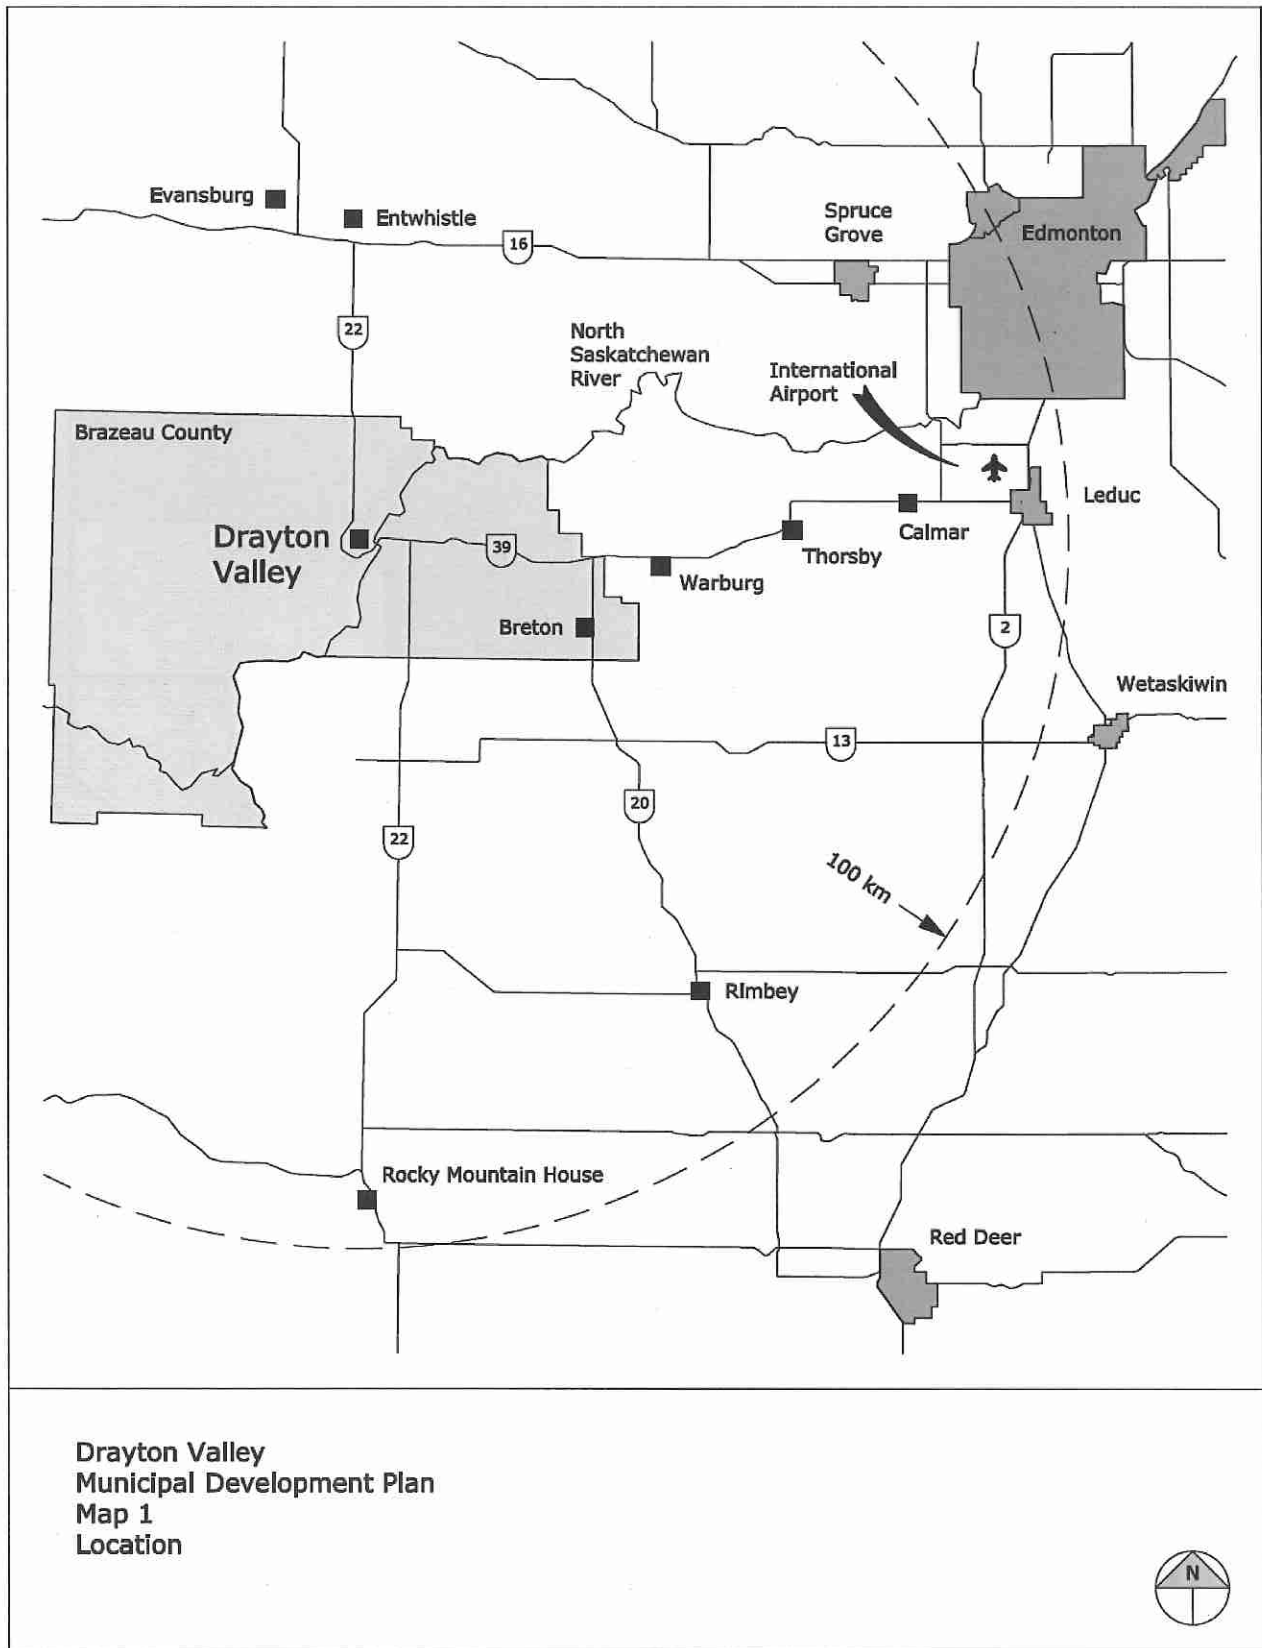 Evansburg
Entwhistle
16
Spruce
Grove
Edmonton
22
North
Saskatchewan
River
International
Airport
Brazeau County
Leduc
Drayton
Valley
39
Calmar
Thorsby
Warburg
Breton
2
Wetaskiwin
13
20
22
100 km
Rimbey
Rocky Mountain House
Red Deer
Drayton Valley
Municipal Development Plan
Map 1
Location
N